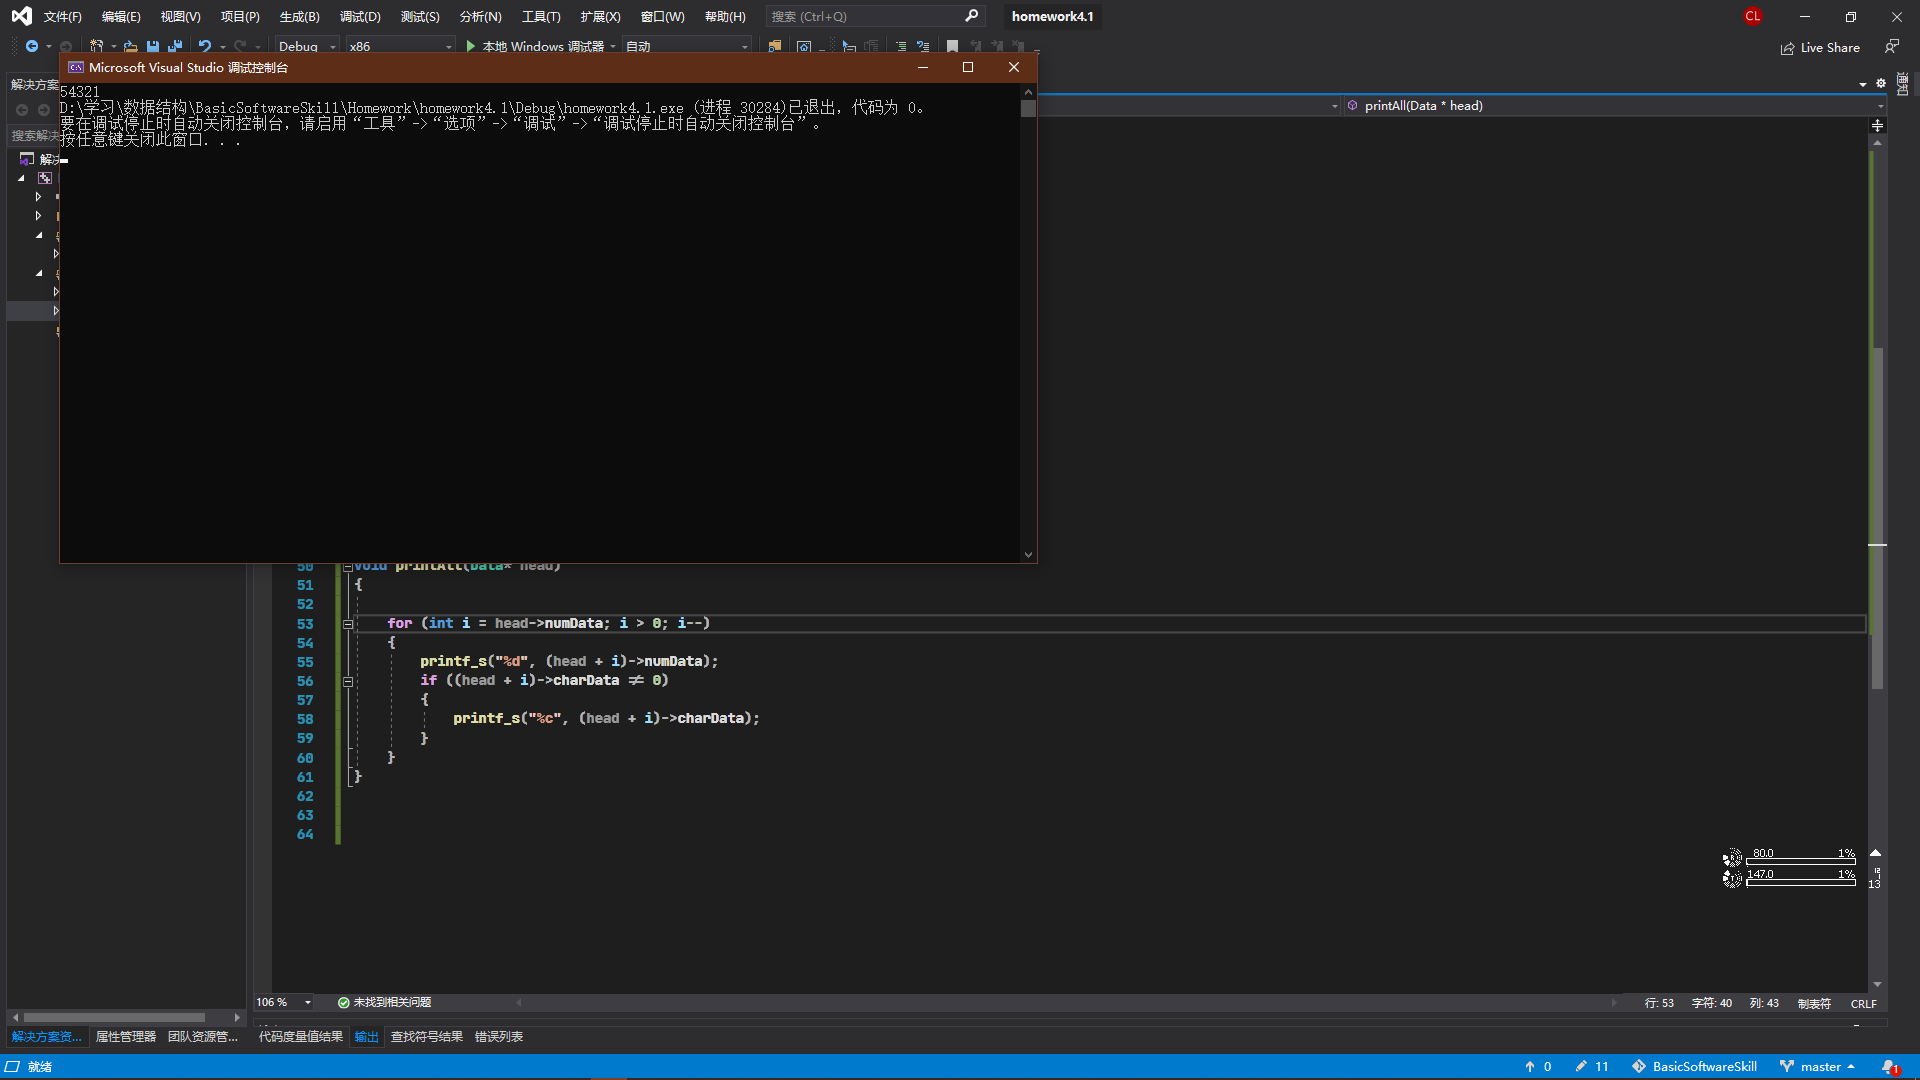 文件(F) 编辑(E) 视图(V) 项目(P) 生成(B) 调试(D) 测试(S) 分析(N) 工具(T) 扩展(X) 窗口(W) 帮助(H) 搜索 (Ctrl+Q) homework4.1 CL
Debug x86 本地 Windows 调试器 自动 Live Share
解决方案
Microsoft Visual Studio 调试控制台
printAll(Data * head)
54321
D:\学习\数据结构\BasicSoftwareSkill\Homework\homework4.1\Debug\homework4.1.exe (进程 30284)已退出，代码为 0。
要在调试停止时自动关闭控制台，请启用“工具”->“选项”->“调试”->“调试停止时自动关闭控制台”。
按任意键关闭此窗口. . .
搜索解决
解决
50 void printAll(Data* head)
51 {
52
53 for (int i = head->numData; i > 0; i--)
54 {
55 printf_s("%d", (head + i)->numData);
56 if ((head + i)->charData ≠ 0)
57 {
58 printf_s("%c", (head + i)->charData);
59 }
60 }
61 }
62
63
64
80.0 1%
147.0 1%
13
106 % 未找到相关问题 行: 53 字符: 40 列: 43 制表符 CRLF
解决方案资... 属性管理器 团队资源管... 代码度量值结果 输出 查找符号结果 错误列表
就绪 0 11 BasicSoftwareSkill master 1